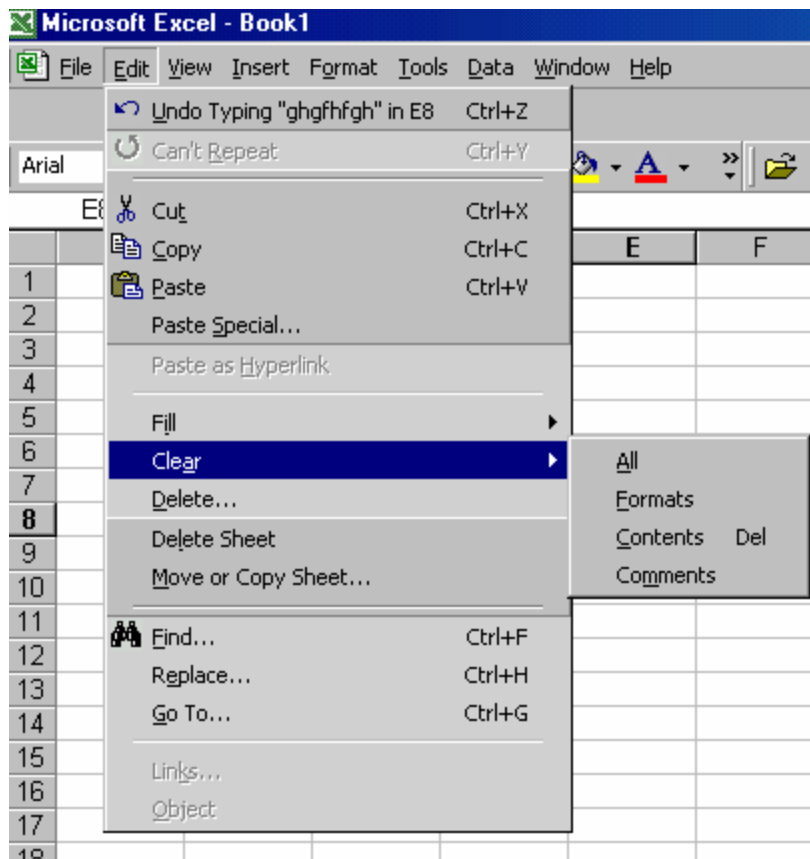 Microsoft Excel - Book1
File Edit View Insert Format Tools Data Window Help
Undo Typing "ghgfhfgh" in E8 Ctrl+Z
Can't Repeat Ctrl+Y
Arial A »
E8
Cut Ctrl+X
Copy Ctrl+C
E F
Paste Ctrl+V
Paste Special...
Paste as Hyperlink
Fill
Clear
All
Delete...
Formats
Delete Sheet
Contents Del
Move or Copy Sheet...
Comments
Find... Ctrl+F
Replace... Ctrl+H
Go To... Ctrl+G
Links...
Object
1
2
3
4
5
6
7
8
9
10
11
12
13
14
15
16
17
18